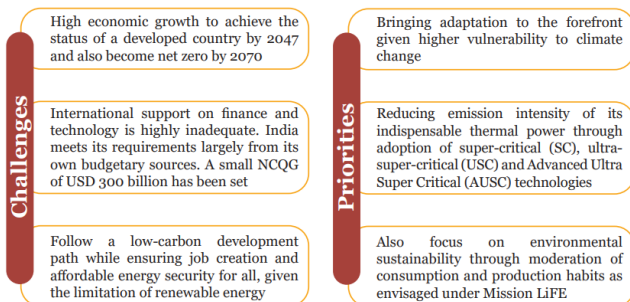 Challenges
High economic growth to achieve the
status of a developed country by 2047
and also become net zero by 2070
International support on finance and
technology is highly inadequate. India
meets its requirements largely from its
own budgetary sources. A small NCQG
of USD 300 billion has been set
Follow a low-carbon development
path while ensuring job creation and
affordable energy security for all, given
the limitation of renewable energy
Priorities
Bringing adaptation to the forefront
given higher vulnerability to climate
change
Reducing emission intensity of its
indispensable thermal power through
adoption of super-critical (SC), ultra-
super-critical (USC) and Advanced Ultra
Super Critical (AUSC) technologies
Also focus on environmental
sustainability through moderation of
consumption and production habits as
envisaged under Mission LiFE